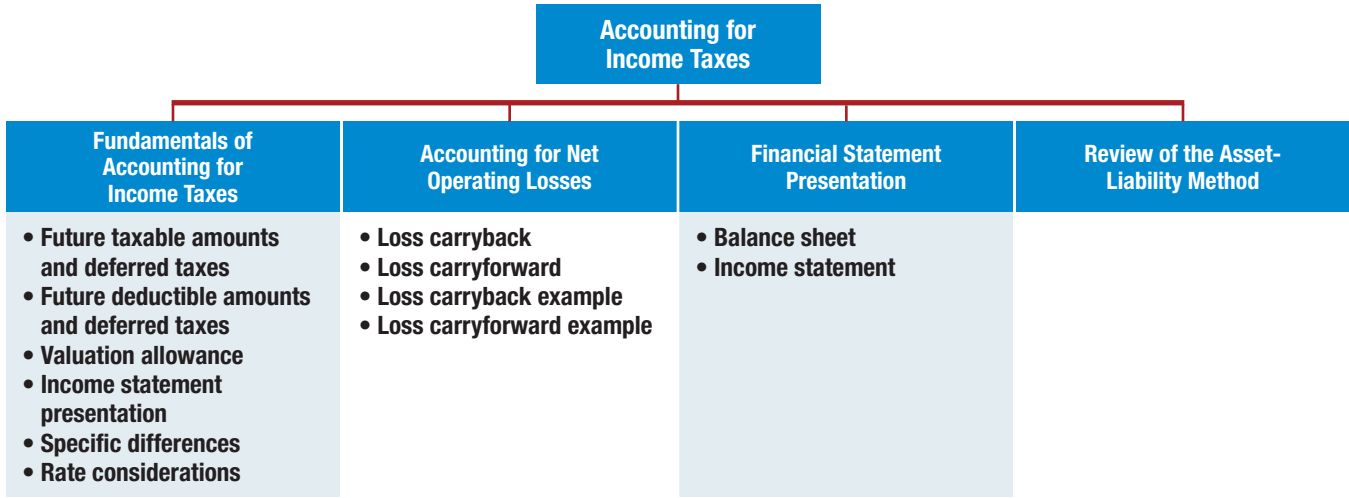 Accounting for
Income Taxes
Fundamentals of
Accounting for
Income Taxes
• Future taxable amounts
and deferred taxes
• Future deductible amounts
and deferred taxes
• Valuation allowance
• Income statement
presentation
• Specific differences
• Rate considerations
Accounting for Net
Operating Losses
• Loss carryback
• Loss carryforward
• Loss carryback example
• Loss carryforward example
Financial Statement
Presentation
• Balance sheet
• Income statement
Review of the Asset-
Liability Method